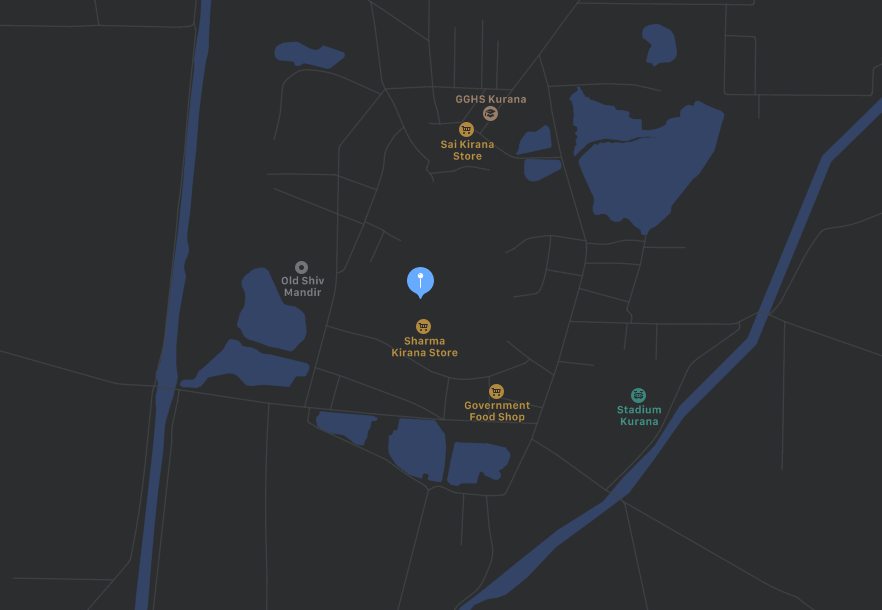 GGHS Kurana
Sai Kirana
Store
Old Shiv
Mandir
Sharma
Kirana Store
Government
Food Shop
Stadium
Kurana